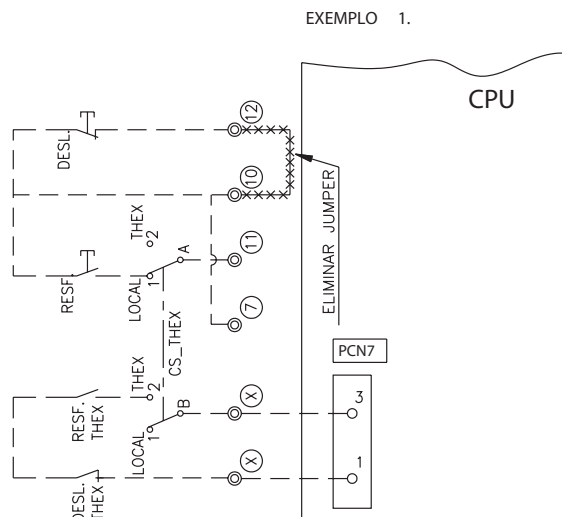 EXEMPLO 1.
CPU
12
DESL.
10
ELIMINAR JUMPER
THEX
2
A
11
RESF.
LOCAL
1
7
CS_THEX
PCN7
THEX
2
B
X
3
RESF.
THEX
LOCAL
1
X
1
DESL.
THEX